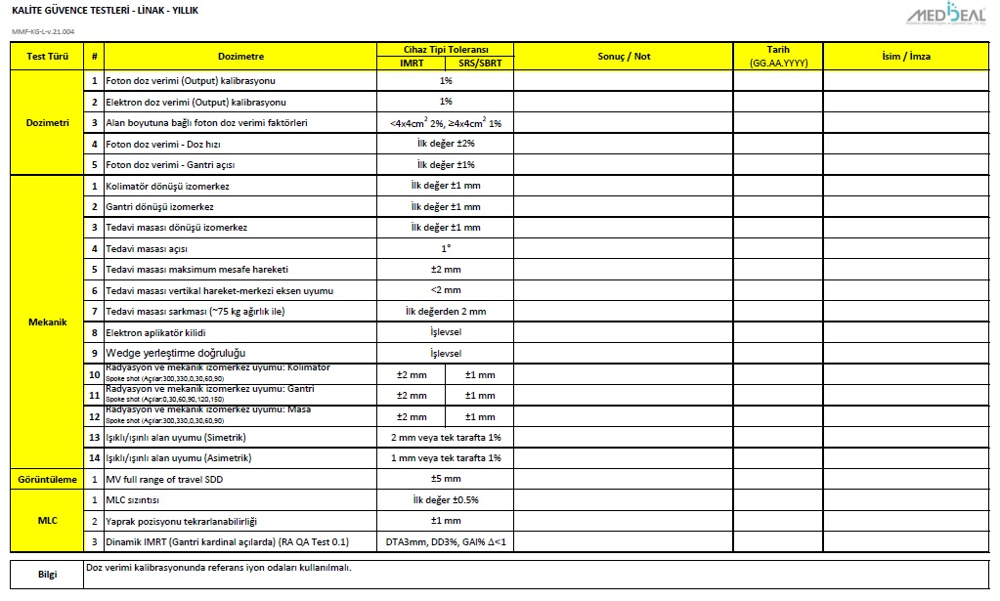 KALİTE GÜVENCE TESTLERİ - LİNAK - YILLIK
MMF-KG-L-v.21.004
MEDİDEAL
Test Türü # Dozimetre Cihaz Tipi Toleransı Sonuç / Not Tarih İsim / İmza
IMRT SRS/SBRT (GG.AA.YYYY)
Dozimetri
1 Foton doz verimi (Output) kalibrasyonu 1%
2 Elektron doz verimi (Output) kalibrasyonu 1%
3 Alan boyutuna bağlı foton doz verimi faktörleri <4x4cm² 2%, ≥4x4cm² 1%
4 Foton doz verimi - Doz hızı İlk değer ±2%
5 Foton doz verimi - Gantri açısı İlk değer ±1%
Mekanik
1 Kolimatör dönüşü izomerkez İlk değer ±1 mm
2 Gantri dönüşü izomerkez İlk değer ±1 mm
3 Tedavi masası dönüşü izomerkez İlk değer ±1 mm
4 Tedavi masası açısı 1°
5 Tedavi masası maksimum mesafe hareketi ±2 mm
6 Tedavi masası vertikal hareket-merkezi eksen uyumu <2 mm
7 Tedavi masası sarkması (~75 kg ağırlık ile) İlk değerden 2 mm
8 Elektron aplikatör kilidi İşlevsel
9 Wedge yerleştirme doğruluğu İşlevsel
10 Radyasyon ve mekanik izomerkez uyumu: Kolimatör ±2 mm ±1 mm
Spoke shot (Açılar:300,330,0,30,60,90)
11 Radyasyon ve mekanik izomerkez uyumu: Gantri ±2 mm ±1 mm
Spoke shot (Açılar:0,30,60,90,120,150)
12 Radyasyon ve mekanik izomerkez uyumu: Masa ±2 mm ±1 mm
Spoke shot (Açılar:300,330,0,30,60,90)
13 Işıklı/ışınlı alan uyumu (Simetrik) 2 mm veya tek tarafta 1%
14 Işıklı/ışınlı alan uyumu (Asimetrik) 1 mm veya tek tarafta 1%
Görüntüleme 1 MV full range of travel SDD ±5 mm
MLC
1 MLC sızıntısı İlk değer ±0.5%
2 Yaprak pozisyonu tekrarlanabilirliği ±1 mm
3 Dinamik IMRT (Gantri kardinal açılarda) (RA QA Test 0.1) DTA3mm, DD3%, GAI% Δ<1
Bilgi Doz verimi kalibrasyonunda referans iyon odaları kullanılmalı.